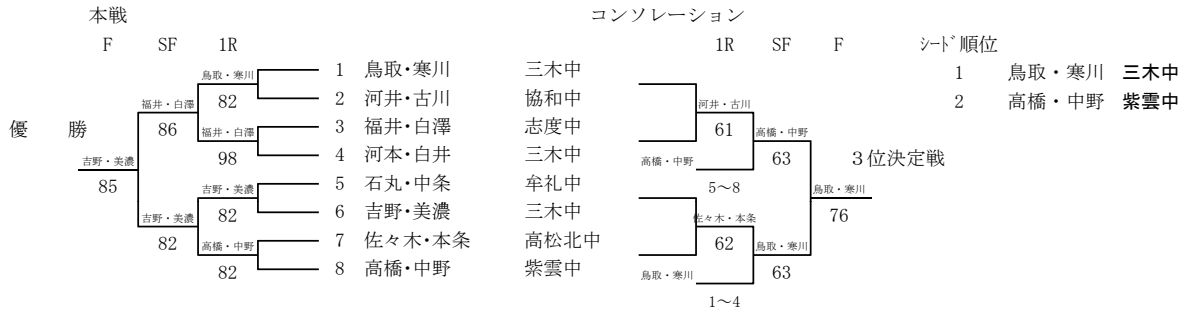 本戦 コンソレーション
F SF 1R 1R SF F シード順位
鳥取・寒川 1 鳥取・寒川 三木中 1 鳥取・寒川 三木中
福井・白澤 82 2 河井・古川 協和中 河井・古川 2 高橋・中野 紫雲中
優 勝 86 福井・白澤 3 福井・白澤 志度中 61 高橋・中野
吉野・美濃 98 4 河本・白井 三木中 高橋・中野 63 3位決定戦
85 吉野・美濃 5 石丸・中条 牟礼中 5~8 鳥取・寒川
吉野・美濃 82 6 吉野・美濃 三木中 佐々木・本条 76
82 高橋・中野 7 佐々木・本条 高松北中 62 鳥取・寒川
82 8 高橋・中野 紫雲中 鳥取・寒川 63
1~4